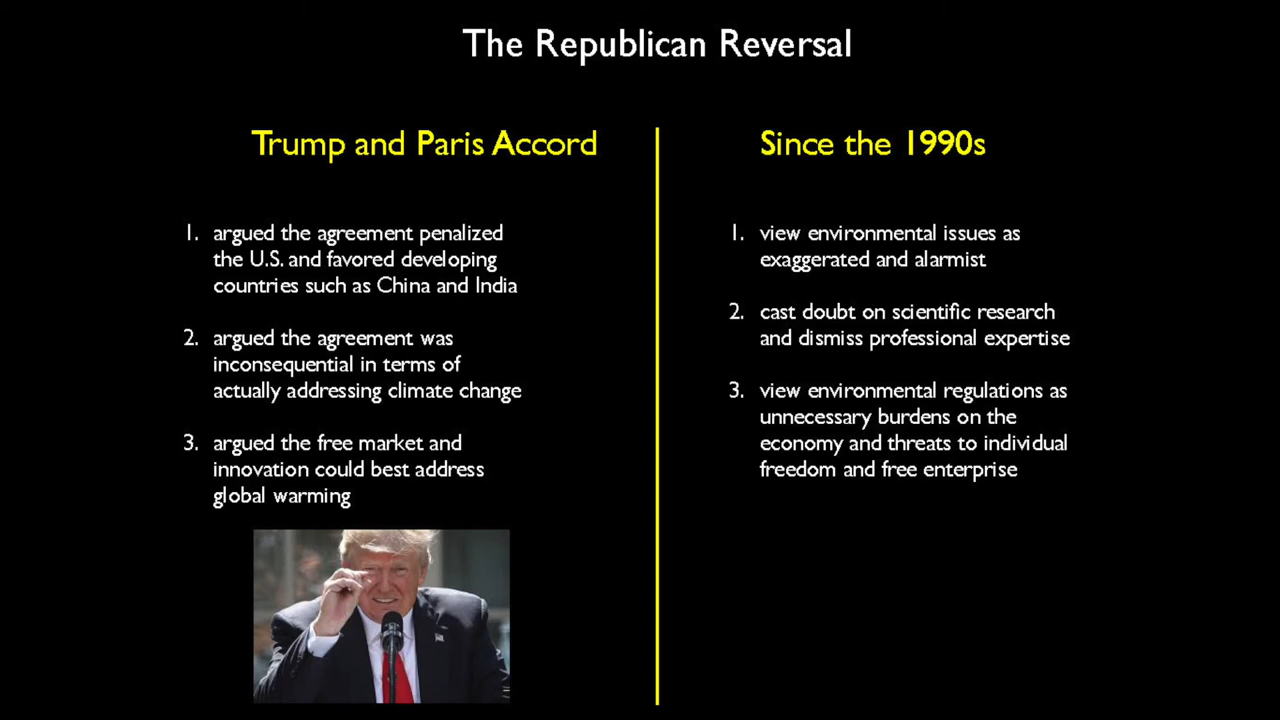 The Republican Reversal
Trump and Paris Accord
1. argued the agreement penalized
the U.S. and favored developing
countries such as China and India
2. argued the agreement was
inconsequential in terms of
actually addressing climate change
3. argued the free market and
innovation could best address
global warming
Since the 1990s
1. view environmental issues as
exaggerated and alarmist
2. cast doubt on scientific research
and dismiss professional expertise
3. view environmental regulations as
unnecessary burdens on the
economy and threats to individual
freedom and free enterprise